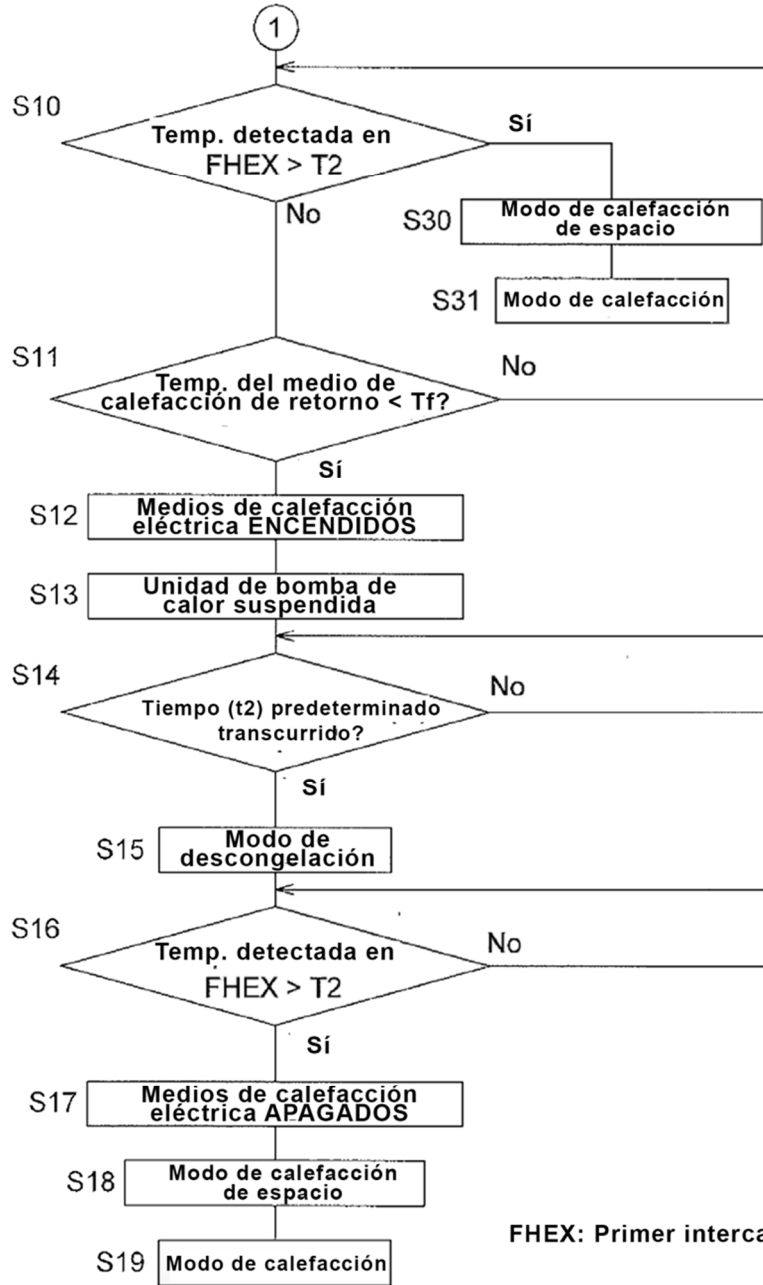 1
S10
Temp. detectada en
FHEX > T2
Sí
No
S30
Modo de calefacción
de espacio
S31
Modo de calefacción
S11
Temp. del medio de
calefacción de retorno < Tf?
No
Sí
S12
Medios de calefacción
eléctrica ENCENDIDOS
S13
Unidad de bomba de
calor suspendida
S14
Tiempo (t2) predeterminado
transcurrido?
No
Sí
S15
Modo de
descongelación
S16
Temp. detectada en
FHEX > T2
No
Sí
S17
Medios de calefacción
eléctrica APAGADOS
S18
Modo de calefacción
de espacio
S19
Modo de calefacción
FHEX: Primer interca